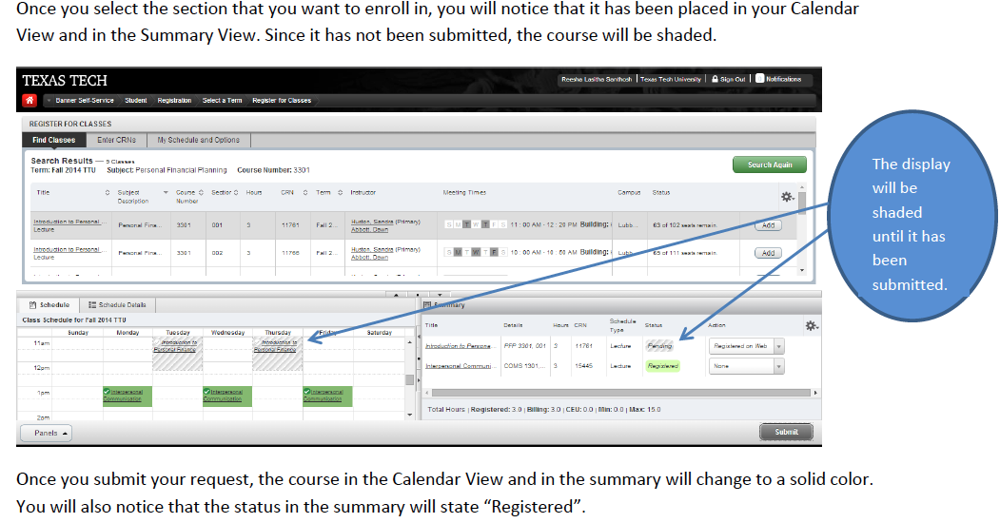 Once you select the section that you want to enroll in, you will notice that it has been placed in your Calendar
View and in the Summary View. Since it has not been submitted, the course will be shaded.
TEXAS TECH
Reesha Lasitha Santhosh | Texas Tech University | Sign Out | Notifications
Banner Self-Service Student Registration Select a Term Register for Classes
REGISTER FOR CLASSES
Find Classes Enter CRNs My Schedule and Options
Search Results — 5 Classes
Term: Fall 2014 TTU Subject: Personal Financial Planning Course Number: 3301
Search Again
Title Subject Description Course Number Section Hours CRN Term Instructor Meeting Times Campus Status
Introduction to Personal ... Personal Fina... 3301 001 3 11761 Fall 2... Huston, Sandra (Primary) S M T W T F S 11 : 00 AM - 12 : 20 PM Building: Lubb... 63 of 102 seats remain. Add
Lecture Abbott, Dawn
Introduction to Personal ... Personal Fina... 3301 002 3 11766 Fall 2... Huston, Sandra (Primary) S M T W T F S 10 : 00 AM - 10 : 50 AM Building: Lubb... 65 of 111 seats remain. Add
Lecture Abbott, Dawn
The display
will be
shaded
until it has
been
submitted.
Schedule Schedule Details
Class Schedule for Fall 2014 TTU
Sunday Monday Tuesday Wednesday Thursday Friday Saturday
11am
Introduction to Introduction to
Personal Finance Personal Finance
12pm
1pm
Interpersonal Interpersonal Interpersonal
Communication Communication Communication
2pm
Summary
Title Details Hours CRN Schedule Type Status Action
Introduction to Persona... PFP 3301, 001 3 11761 Lecture Pending Registered on Web
Interpersonal Communi... COMS 1301... 3 15445 Lecture Registered None
Total Hours | Registered: 3.0 | Billing: 3.0 | CEU: 0.0 | Min: 0.0 | Max: 15.0
Panels
Submit
Once you submit your request, the course in the Calendar View and in the summary will change to a solid color.
You will also notice that the status in the summary will state “Registered”.